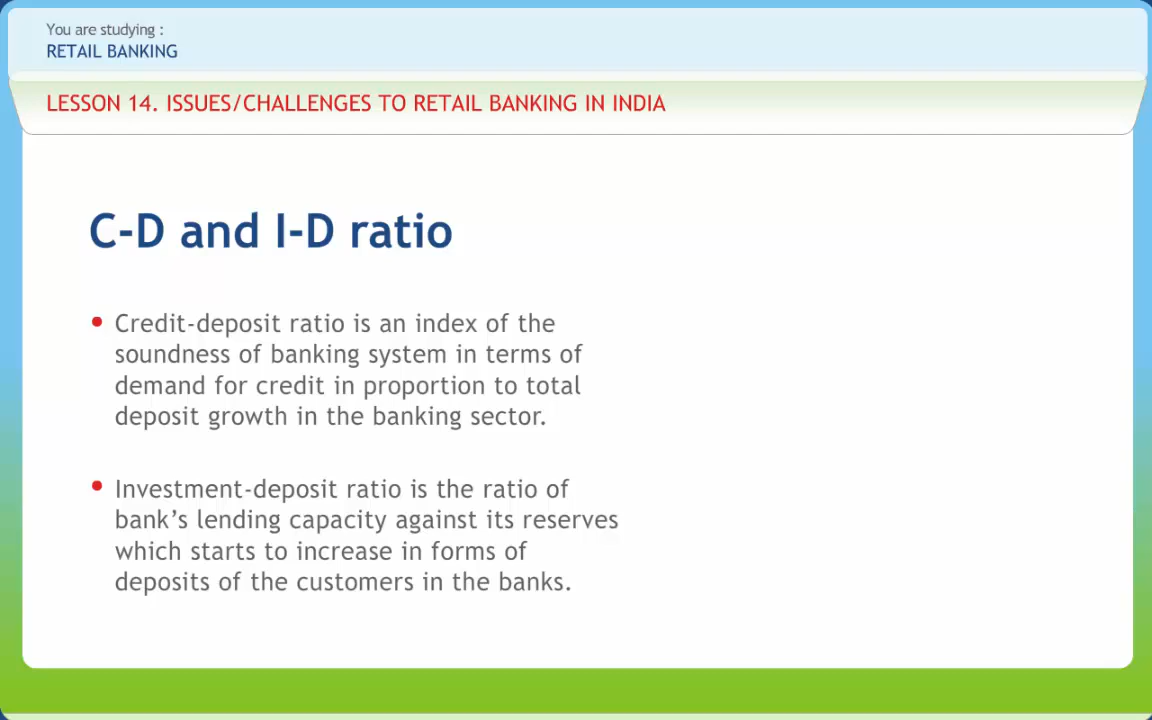 You are studying :
RETAIL BANKING
LESSON 14. ISSUES/CHALLENGES TO RETAIL BANKING IN INDIA
C-D and I-D ratio
• Credit-deposit ratio is an index of the
soundness of banking system in terms of
demand for credit in proportion to total
deposit growth in the banking sector.
• Investment-deposit ratio is the ratio of
bank’s lending capacity against its reserves
which starts to increase in forms of
deposits of the customers in the banks.